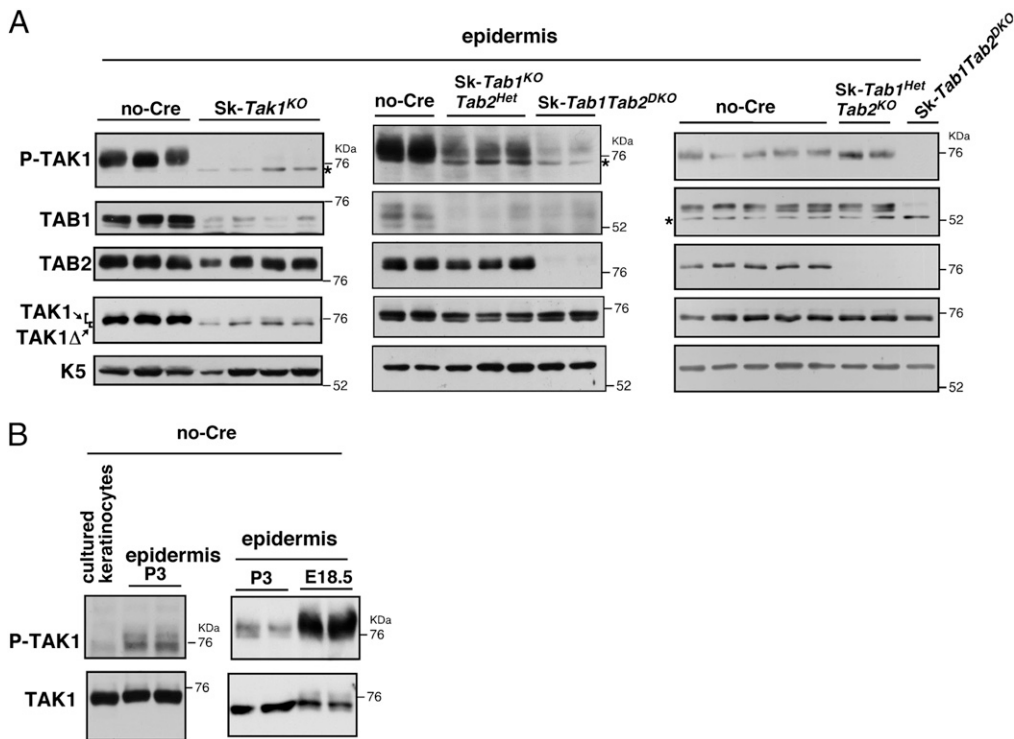 A
epidermis
no-Cre
Sk-Tak1KO
no-Cre
Sk-Tab1KO
Tab2Het
Sk-Tab1Tab2DKO
no-Cre
Sk-Tab1Het
Tab2KO
Sk-Tab1Tab2DKO
P-TAK1
KDa
76
*
KDa
76
*
KDa
76
TAB1
76
52
*
52
TAB2
76
76
76
TAK1
TAK1Δ
76
76
76
K5
52
52
52
B
no-Cre
cultured
keratinocytes
epidermis
P3
epidermis
P3
E18.5
P-TAK1
KDa
76
KDa
76
TAK1
76
76